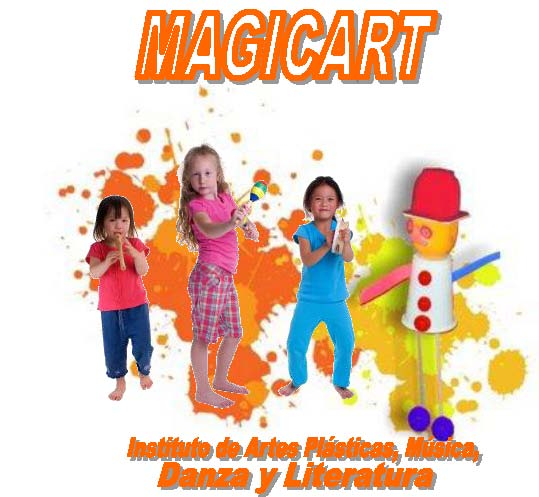 MAGICART
Instituto de Artes Plásticas, Música,
Danza y Literatura